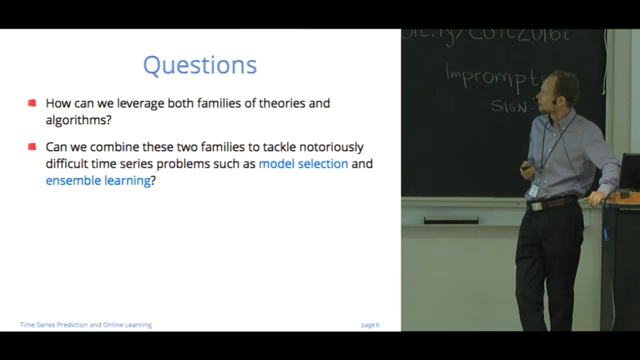 Questions
How can we leverage both families of theories and
algorithms?
Can we combine these two families to tackle notoriously
difficult time series problems such as model selection and
ensemble learning?
Time Series Prediction and Online Learning
page 6
Impromptu
SIGN-